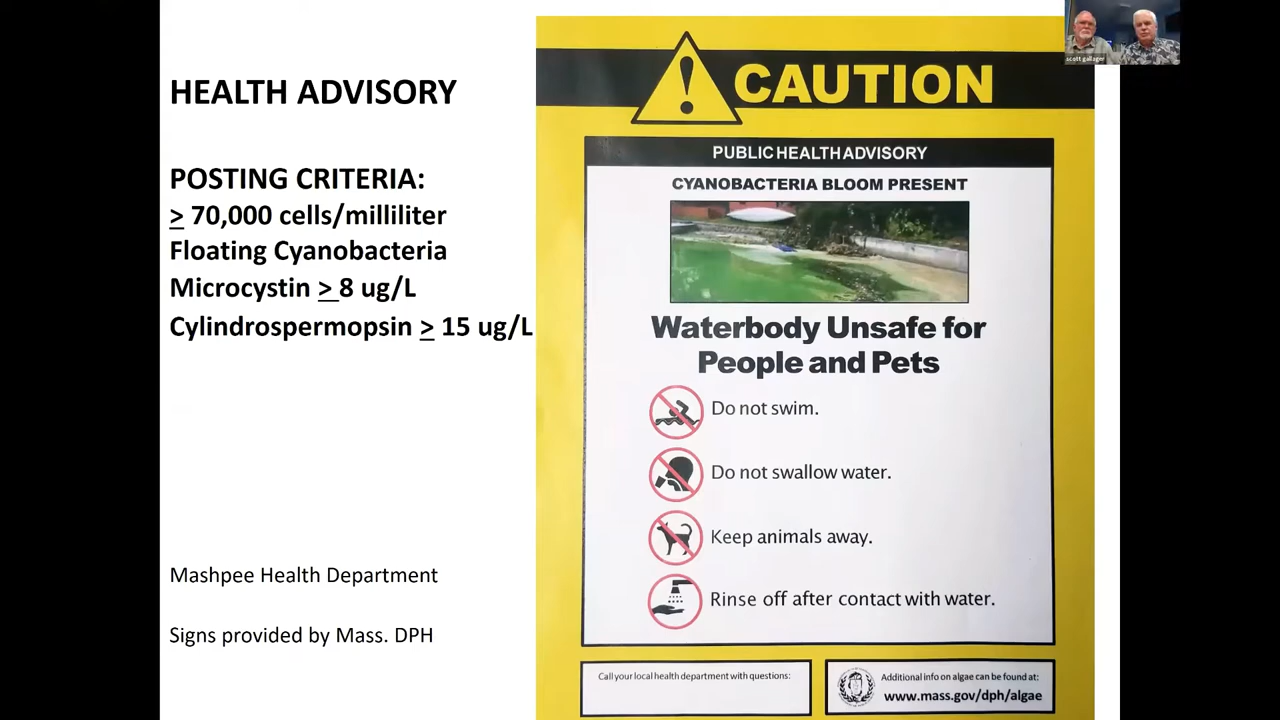 HEALTH ADVISORY
POSTING CRITERIA:
≥ 70,000 cells/milliliter
Floating Cyanobacteria
Microcystin ≥ 8 ug/L
Cylindrospermopsin ≥ 15 ug/L
Mashpee Health Department
Signs provided by Mass. DPH
CAUTION
PUBLIC HEALTH ADVISORY
CYANOBACTERIA BLOOM PRESENT
Waterbody Unsafe for
People and Pets
Do not swim.
Do not swallow water.
Keep animals away.
Rinse off after contact with water.
Call your local health department with questions:
Additional info on algae can be found at:
www.mass.gov/dph/algae
scott gallager